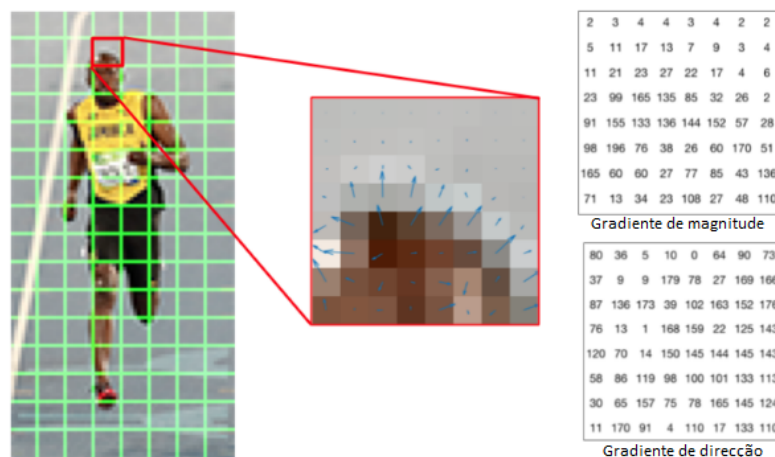 2 3 4 4 3 4 2 2
5 11 17 13 7 9 3 4
11 21 23 27 22 17 4 6
23 99 165 135 85 32 26 2
91 155 133 136 144 152 57 28
98 196 76 38 26 60 170 51
165 60 60 27 77 85 43 136
71 13 34 23 108 27 48 110
Gradiente de magnitude
80 36 5 10 0 64 90 73
37 9 9 179 78 27 169 166
87 136 173 39 102 163 152 176
76 13 1 168 159 22 125 143
120 70 14 150 145 144 145 143
58 86 119 98 100 101 133 113
30 65 157 75 78 165 145 124
11 170 91 4 110 17 133 110
Gradiente de direcção